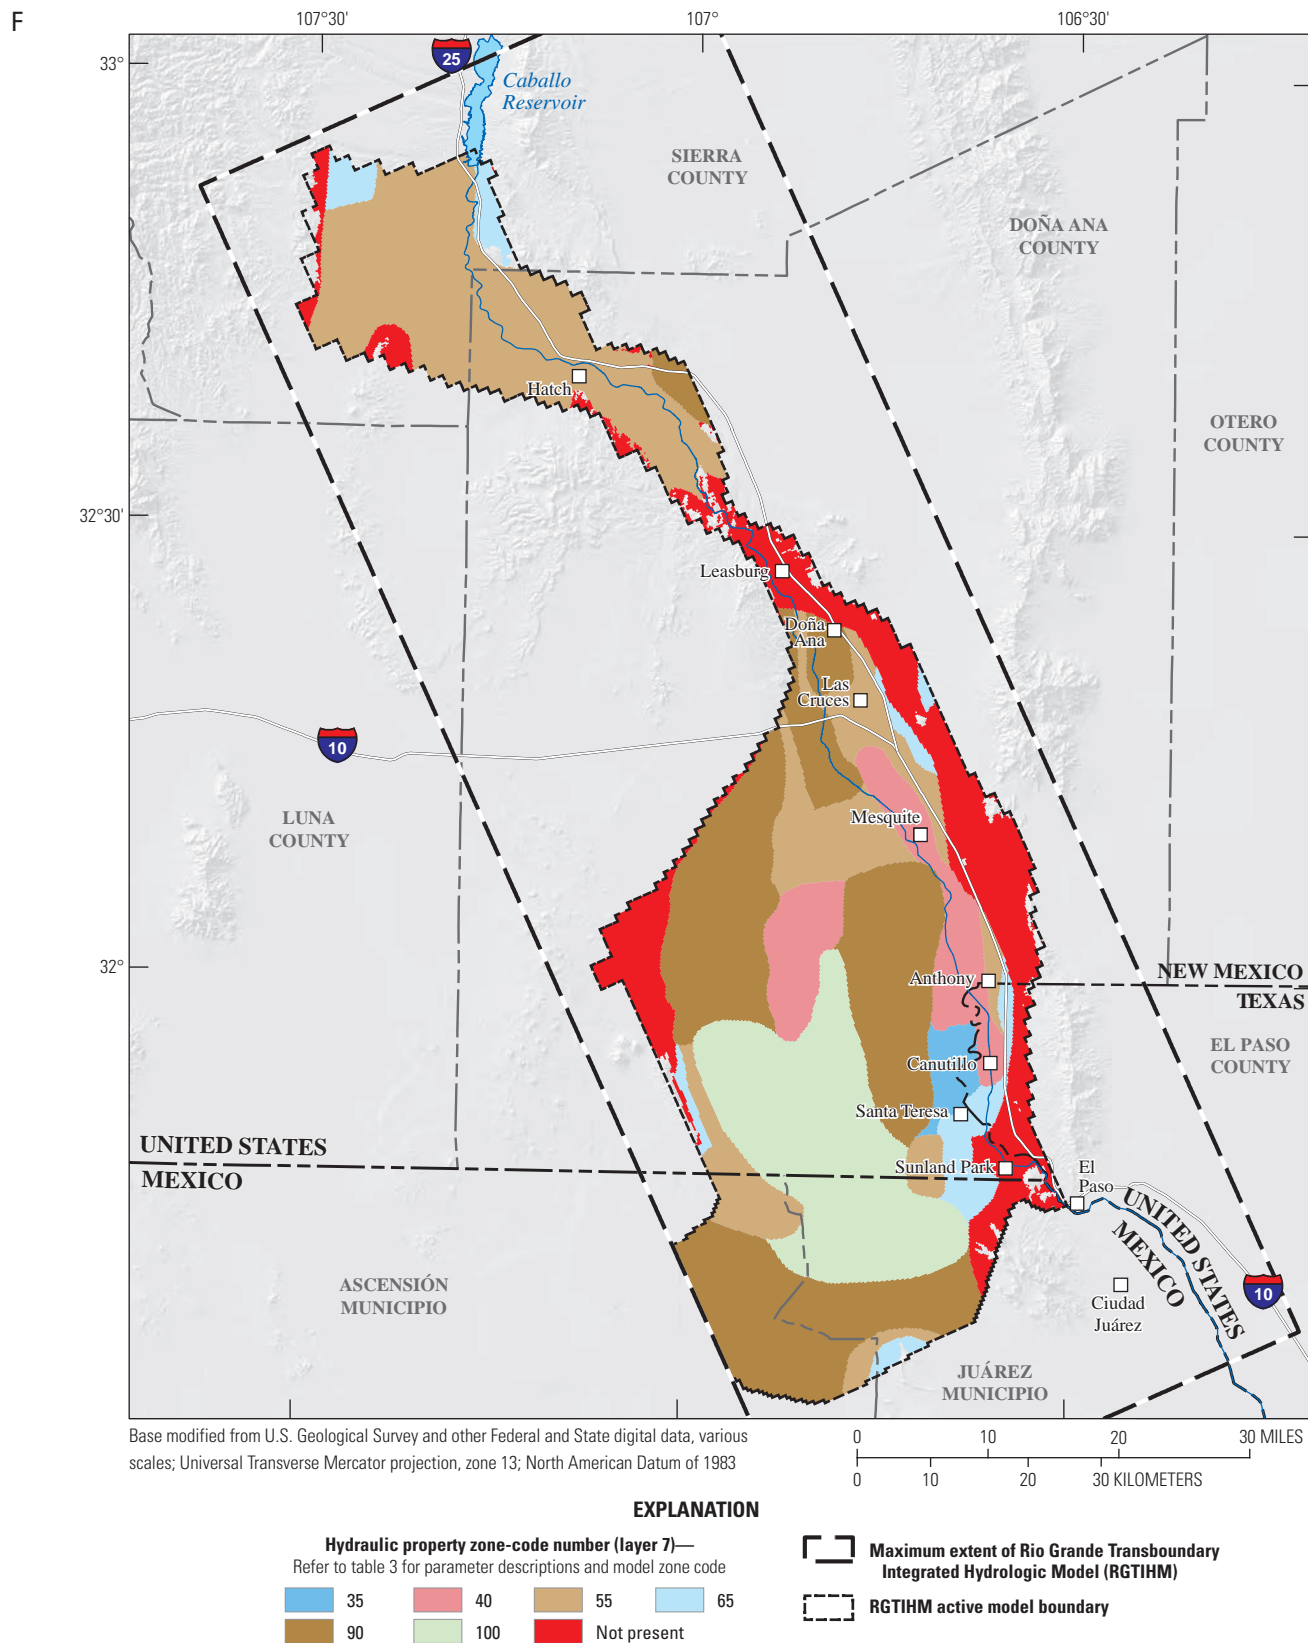 F
107°30'
107°
106°30'
33°
25
Caballo
Reservoir
SIERRA
COUNTY
DOÑA ANA
COUNTY
Hatch
OTERO
COUNTY
32°30'
Leasburg
Doña
Ana
Las
Cruces
10
LUNA
COUNTY
Mesquite
32°
Anthony
NEW MEXICO
TEXAS
EL PASO
COUNTY
Canutillo
Santa Teresa
UNITED STATES
MEXICO
Sunland Park
El
Paso
UNITED STATES
MEXICO
ASCENSIÓN
MUNICIPIO
10
Ciudad
Juárez
JUÁREZ
MUNICIPIO
Base modified from U.S. Geological Survey and other Federal and State digital data, various
scales; Universal Transverse Mercator projection, zone 13; North American Datum of 1983
0 10 20 30 MILES
0 10 20 30 KILOMETERS
EXPLANATION
Hydraulic property zone-code number (layer 7)—
Refer to table 3 for parameter descriptions and model zone code
35 40 55 65
90 100 Not present
Maximum extent of Rio Grande Transboundary
Integrated Hydrologic Model (RGTIHM)
RGTIHM active model boundary